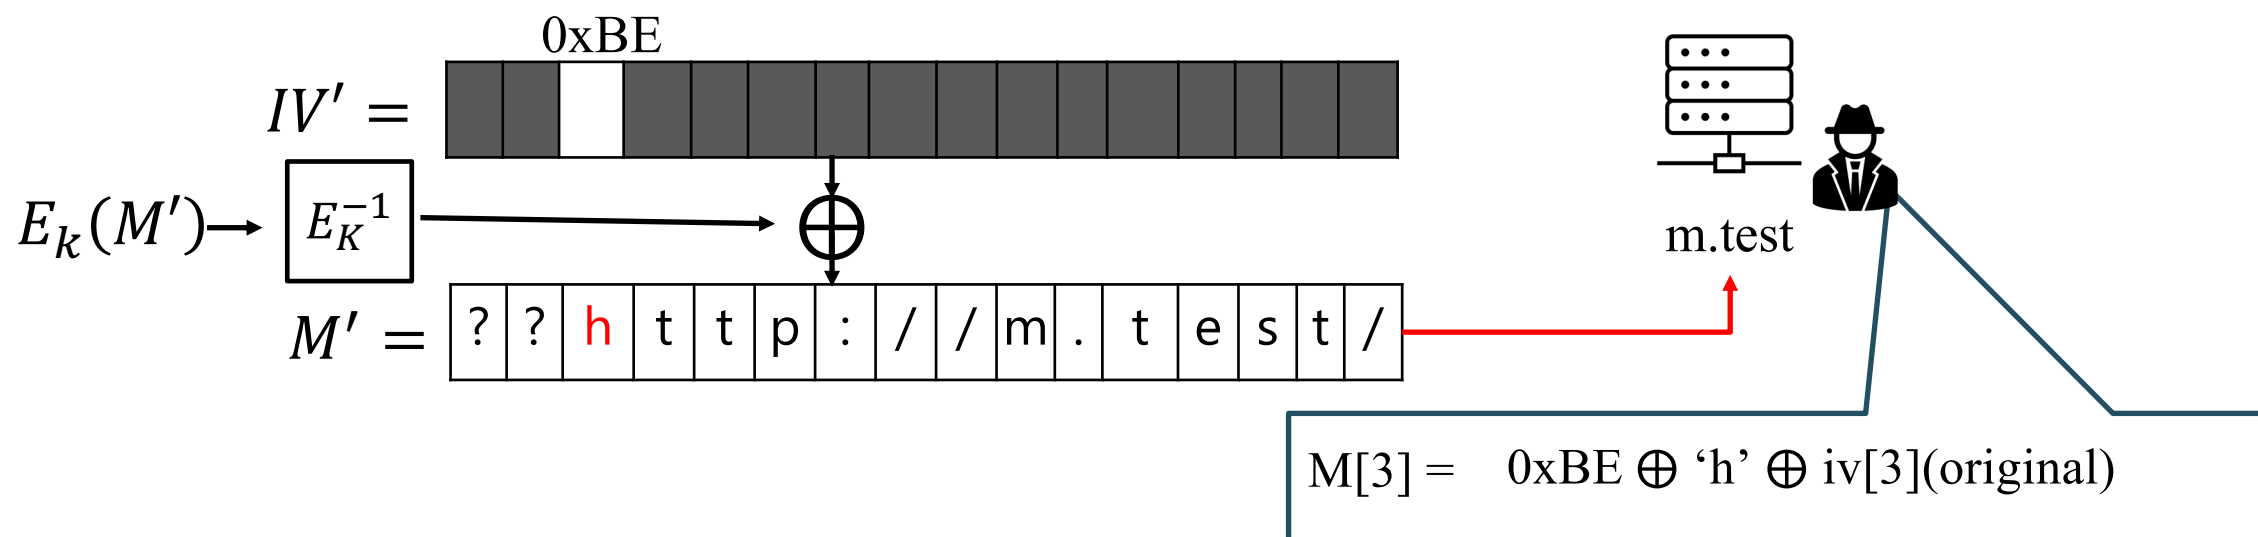 0xBE
IV′ =
E_k(M′)
E_K^{-1}
m.test
M′ = ? ? h t t p : / / m . t e s t /
M[3] = 0xBE ⊕ ‘h’ ⊕ iv[3](original)